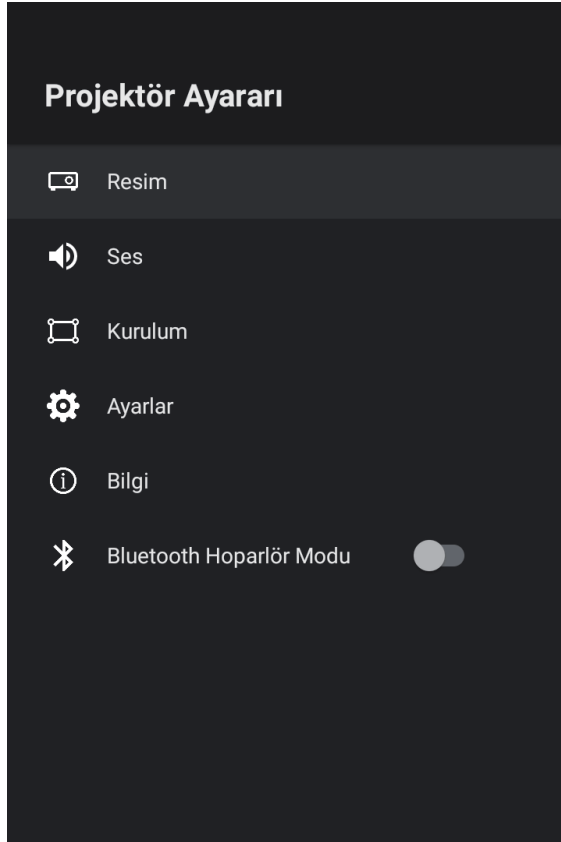 Projektör Ayararı
Resim
Ses
Kurulum
Ayarlar
Bilgi
Bluetooth Hoparlör Modu